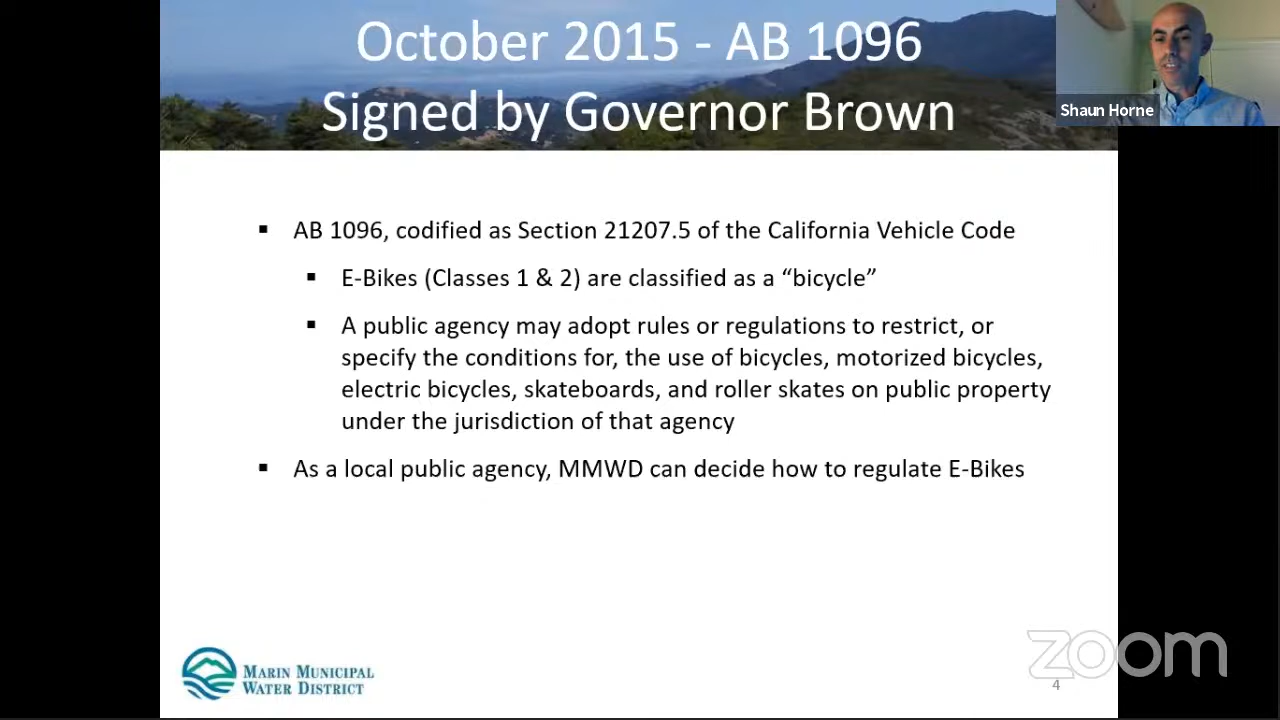 October 2015 - AB 1096
Signed by Governor Brown
Shaun Horne
▪ AB 1096, codified as Section 21207.5 of the California Vehicle Code
▪ E-Bikes (Classes 1 & 2) are classified as a “bicycle”
▪ A public agency may adopt rules or regulations to restrict, or
specify the conditions for, the use of bicycles, motorized bicycles,
electric bicycles, skateboards, and roller skates on public property
under the jurisdiction of that agency
▪ As a local public agency, MMWD can decide how to regulate E-Bikes
MARIN MUNICIPAL
WATER DISTRICT
zoom
4